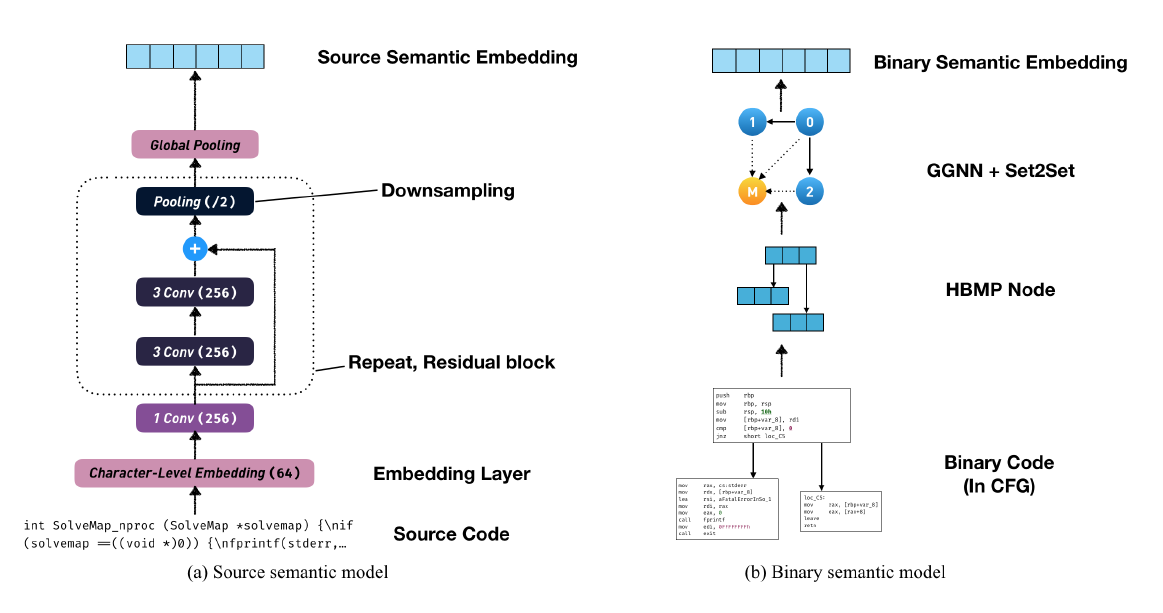 Source Semantic Embedding
Global Pooling
Pooling (/2)
Downsampling
+
3 Conv (256)
3 Conv (256)
Repeat, Residual block
1 Conv (256)
Character-Level Embedding (64)
Embedding Layer
int SolveMap_nproc (SolveMap *solvemap) {\nif
(solvemap ==((void *)0)) {\nfprintf(stderr,…
Source Code
(a) Source semantic model
Binary Semantic Embedding
1
0
M
2
GGNN + Set2Set
HBMP Node
push rbp
mov rbp, rsp
sub rsp, 10h
mov [rbp+var_8], rdi
cmp [rbp+var_8], 0
jnz short loc_C5
mov rax, cs:stderr
mov rdx, [rbp+var_8]
lea rsi, aFatalErrorInSo_1
mov rdi, rax
mov eax, 0
call fprintf
mov edi, 0FFFFFFFFh
call exit
loc_C5:
mov rax, [rbp+var_8]
mov eax, [rax+8]
leave
retn
Binary Code
(In CFG)
(b) Binary semantic model